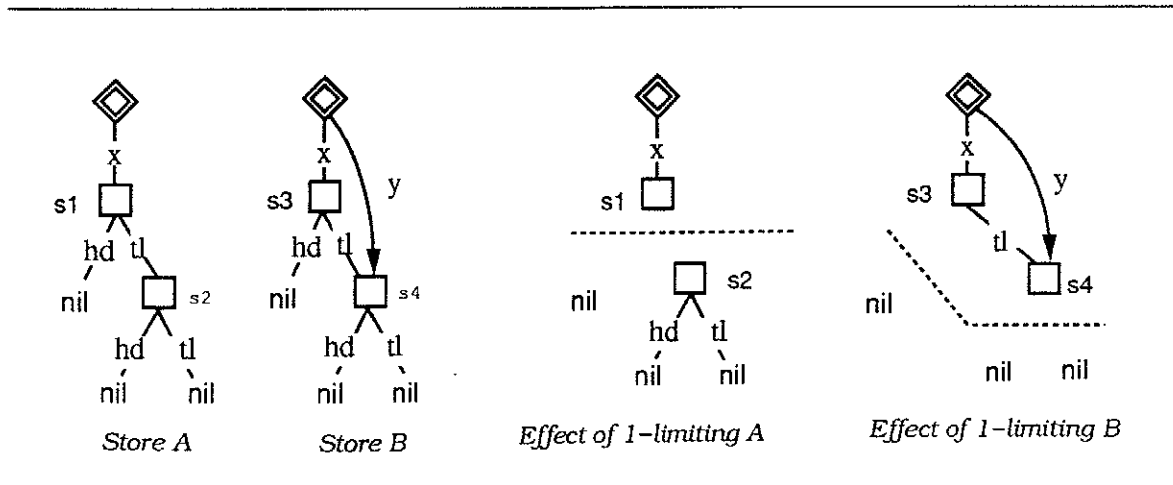 x x x x
s1 s3 y s1 s3 y
hd tl hd tl tl
nil s2 nil s4 nil s2 nil s4
hd tl hd tl hd tl
nil nil nil nil nil nil nil nil
Store A Store B Effect of 1-limiting A Effect of 1-limiting B